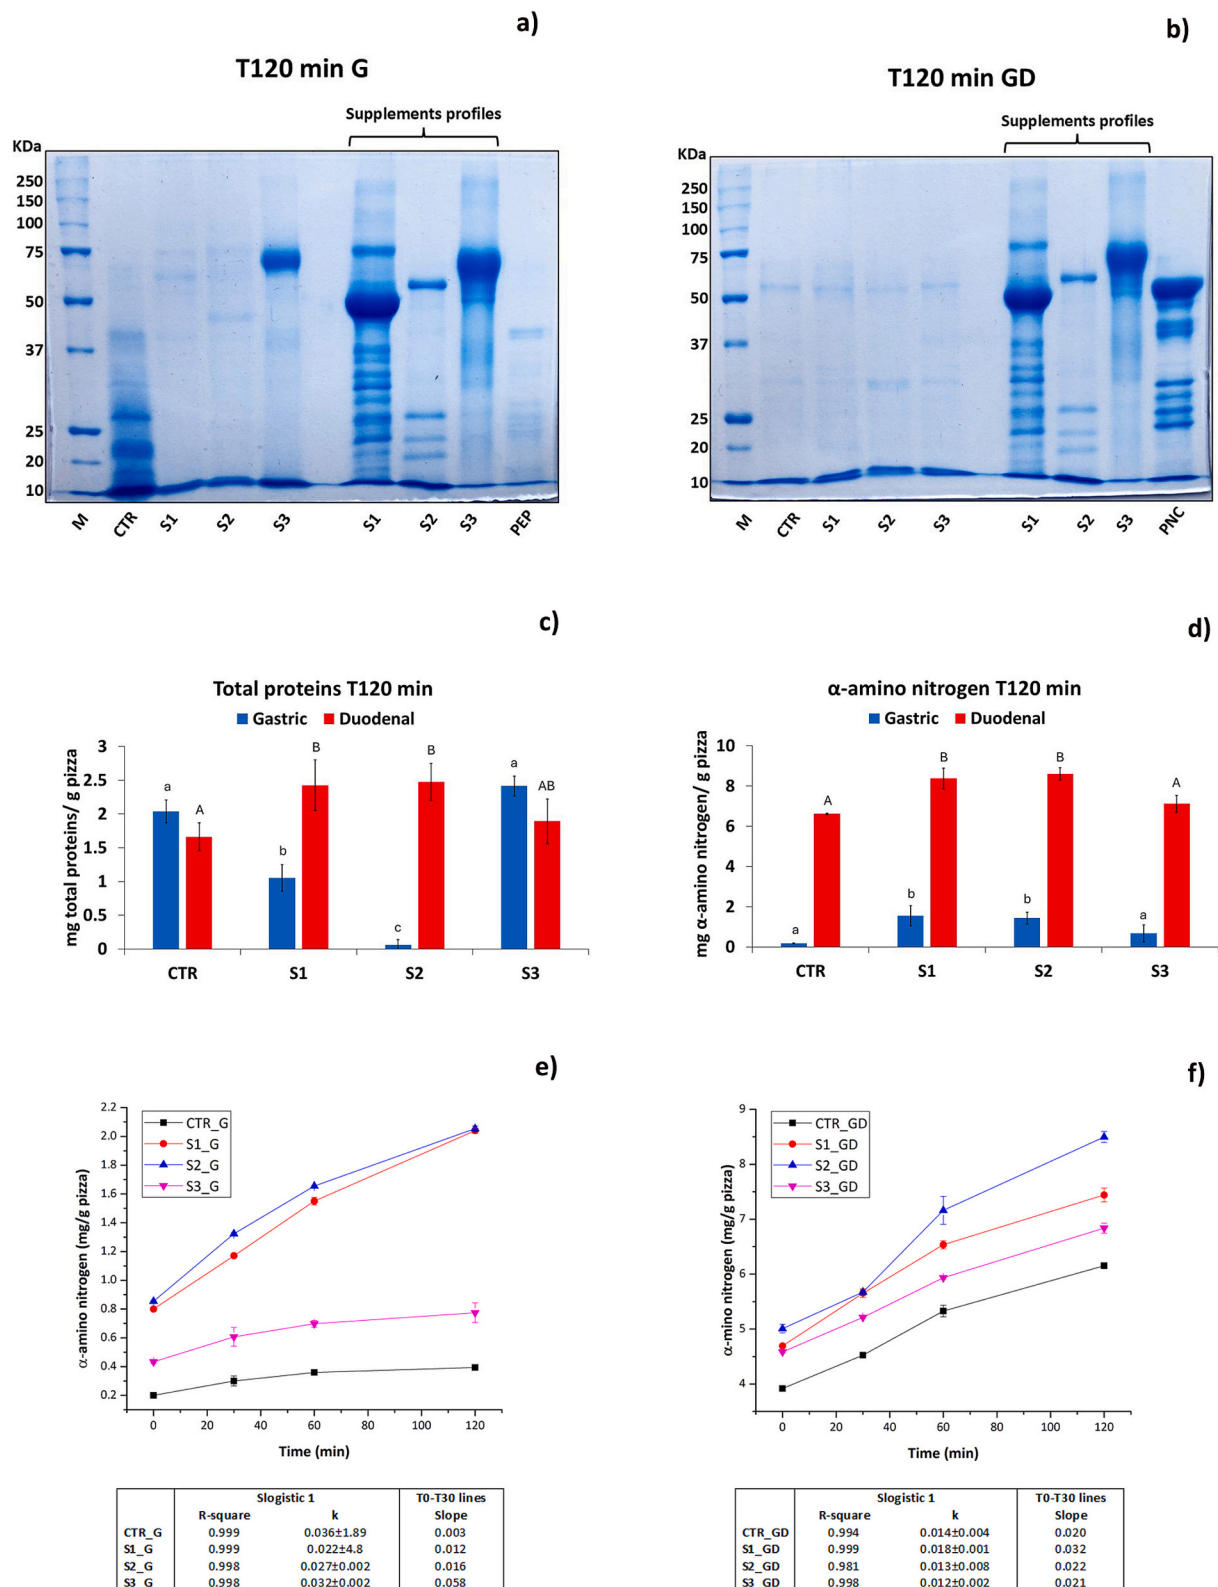 a)
T120 min G
Supplements profiles
KDa
250
150
100
75
50
37
25
20
10
M CTR S1 S2 S3 S1 S2 S3 PEP
b)
T120 min GD
Supplements profiles
KDa
250
150
100
75
50
37
25
20
10
M CTR S1 S2 S3 S1 S2 S3 PNC
c)
Total proteins T120 min
Gastric Duodenal
mg total proteins/ g pizza
3
2.5
2
1.5
1
0.5
0
a A b B c B a AB
CTR S1 S2 S3
d)
α-amino nitrogen T120 min
Gastric Duodenal
mg α-amino nitrogen/ g pizza
10
8
6
4
2
0
a A b B b B a A
CTR S1 S2 S3
e)
CTR_G
S1_G
S2_G
S3_G
α-amino nitrogen (mg/g pizza)
2.2
2.0
1.8
1.6
1.4
1.2
1.0
0.8
0.6
0.4
0.2
0 20 40 60 80 100 120
Time (min)
Slogistic 1 T0-T30 lines
R-square k Slope
CTR_G 0.999 0.036±1.89 0.003
S1_G 0.999 0.022±4.8 0.012
S2_G 0.998 0.027±0.002 0.016
S3_G 0.998 0.032±0.002 0.058
f)
CTR_GD
S1_GD
S2_GD
S3_GD
α-amino nitrogen (mg/g pizza)
9
7
6
5
4
0 20 40 60 80 100 120
Time (min)
Slogistic 1 T0-T30 lines
R-square k Slope
CTR_GD 0.994 0.014±0.004 0.020
S1_GD 0.999 0.018±0.001 0.032
S2_GD 0.981 0.013±0.008 0.022
S3_GD 0.998 0.012±0.002 0.021